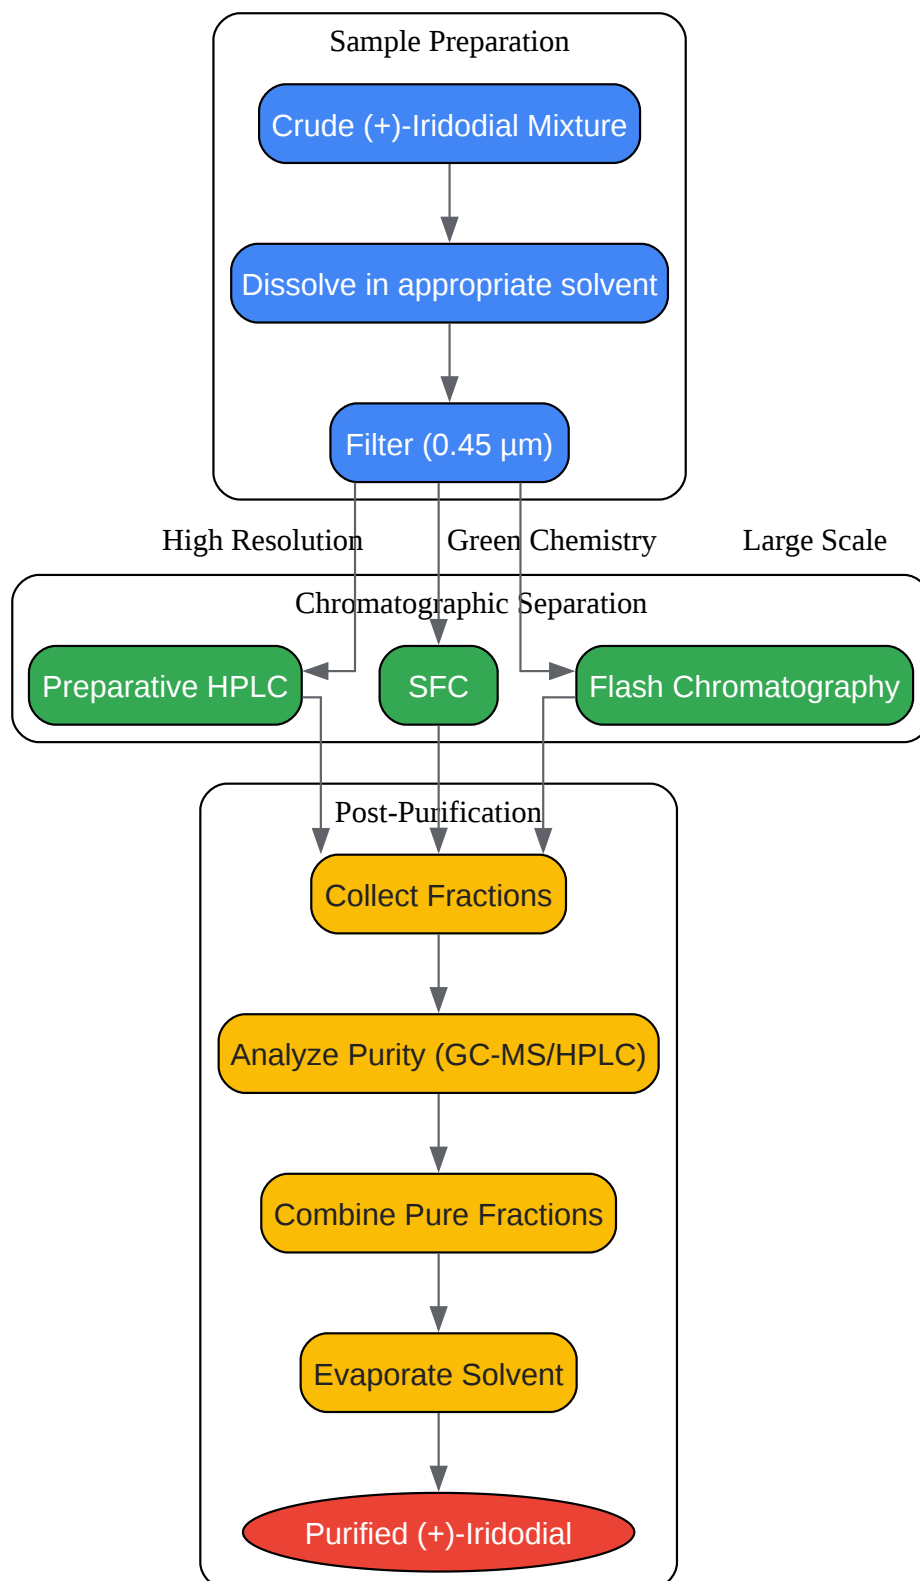 Sample Preparation
Crude (+)-Iridodial Mixture
Dissolve in appropriate solvent
Filter (0.45 µm)
High Resolution
Green Chemistry
Large Scale
Chromatographic Separation
Preparative HPLC
SFC
Flash Chromatography
Post-Purification
Collect Fractions
Analyze Purity (GC-MS/HPLC)
Combine Pure Fractions
Evaporate Solvent
Purified (+)-Iridodial